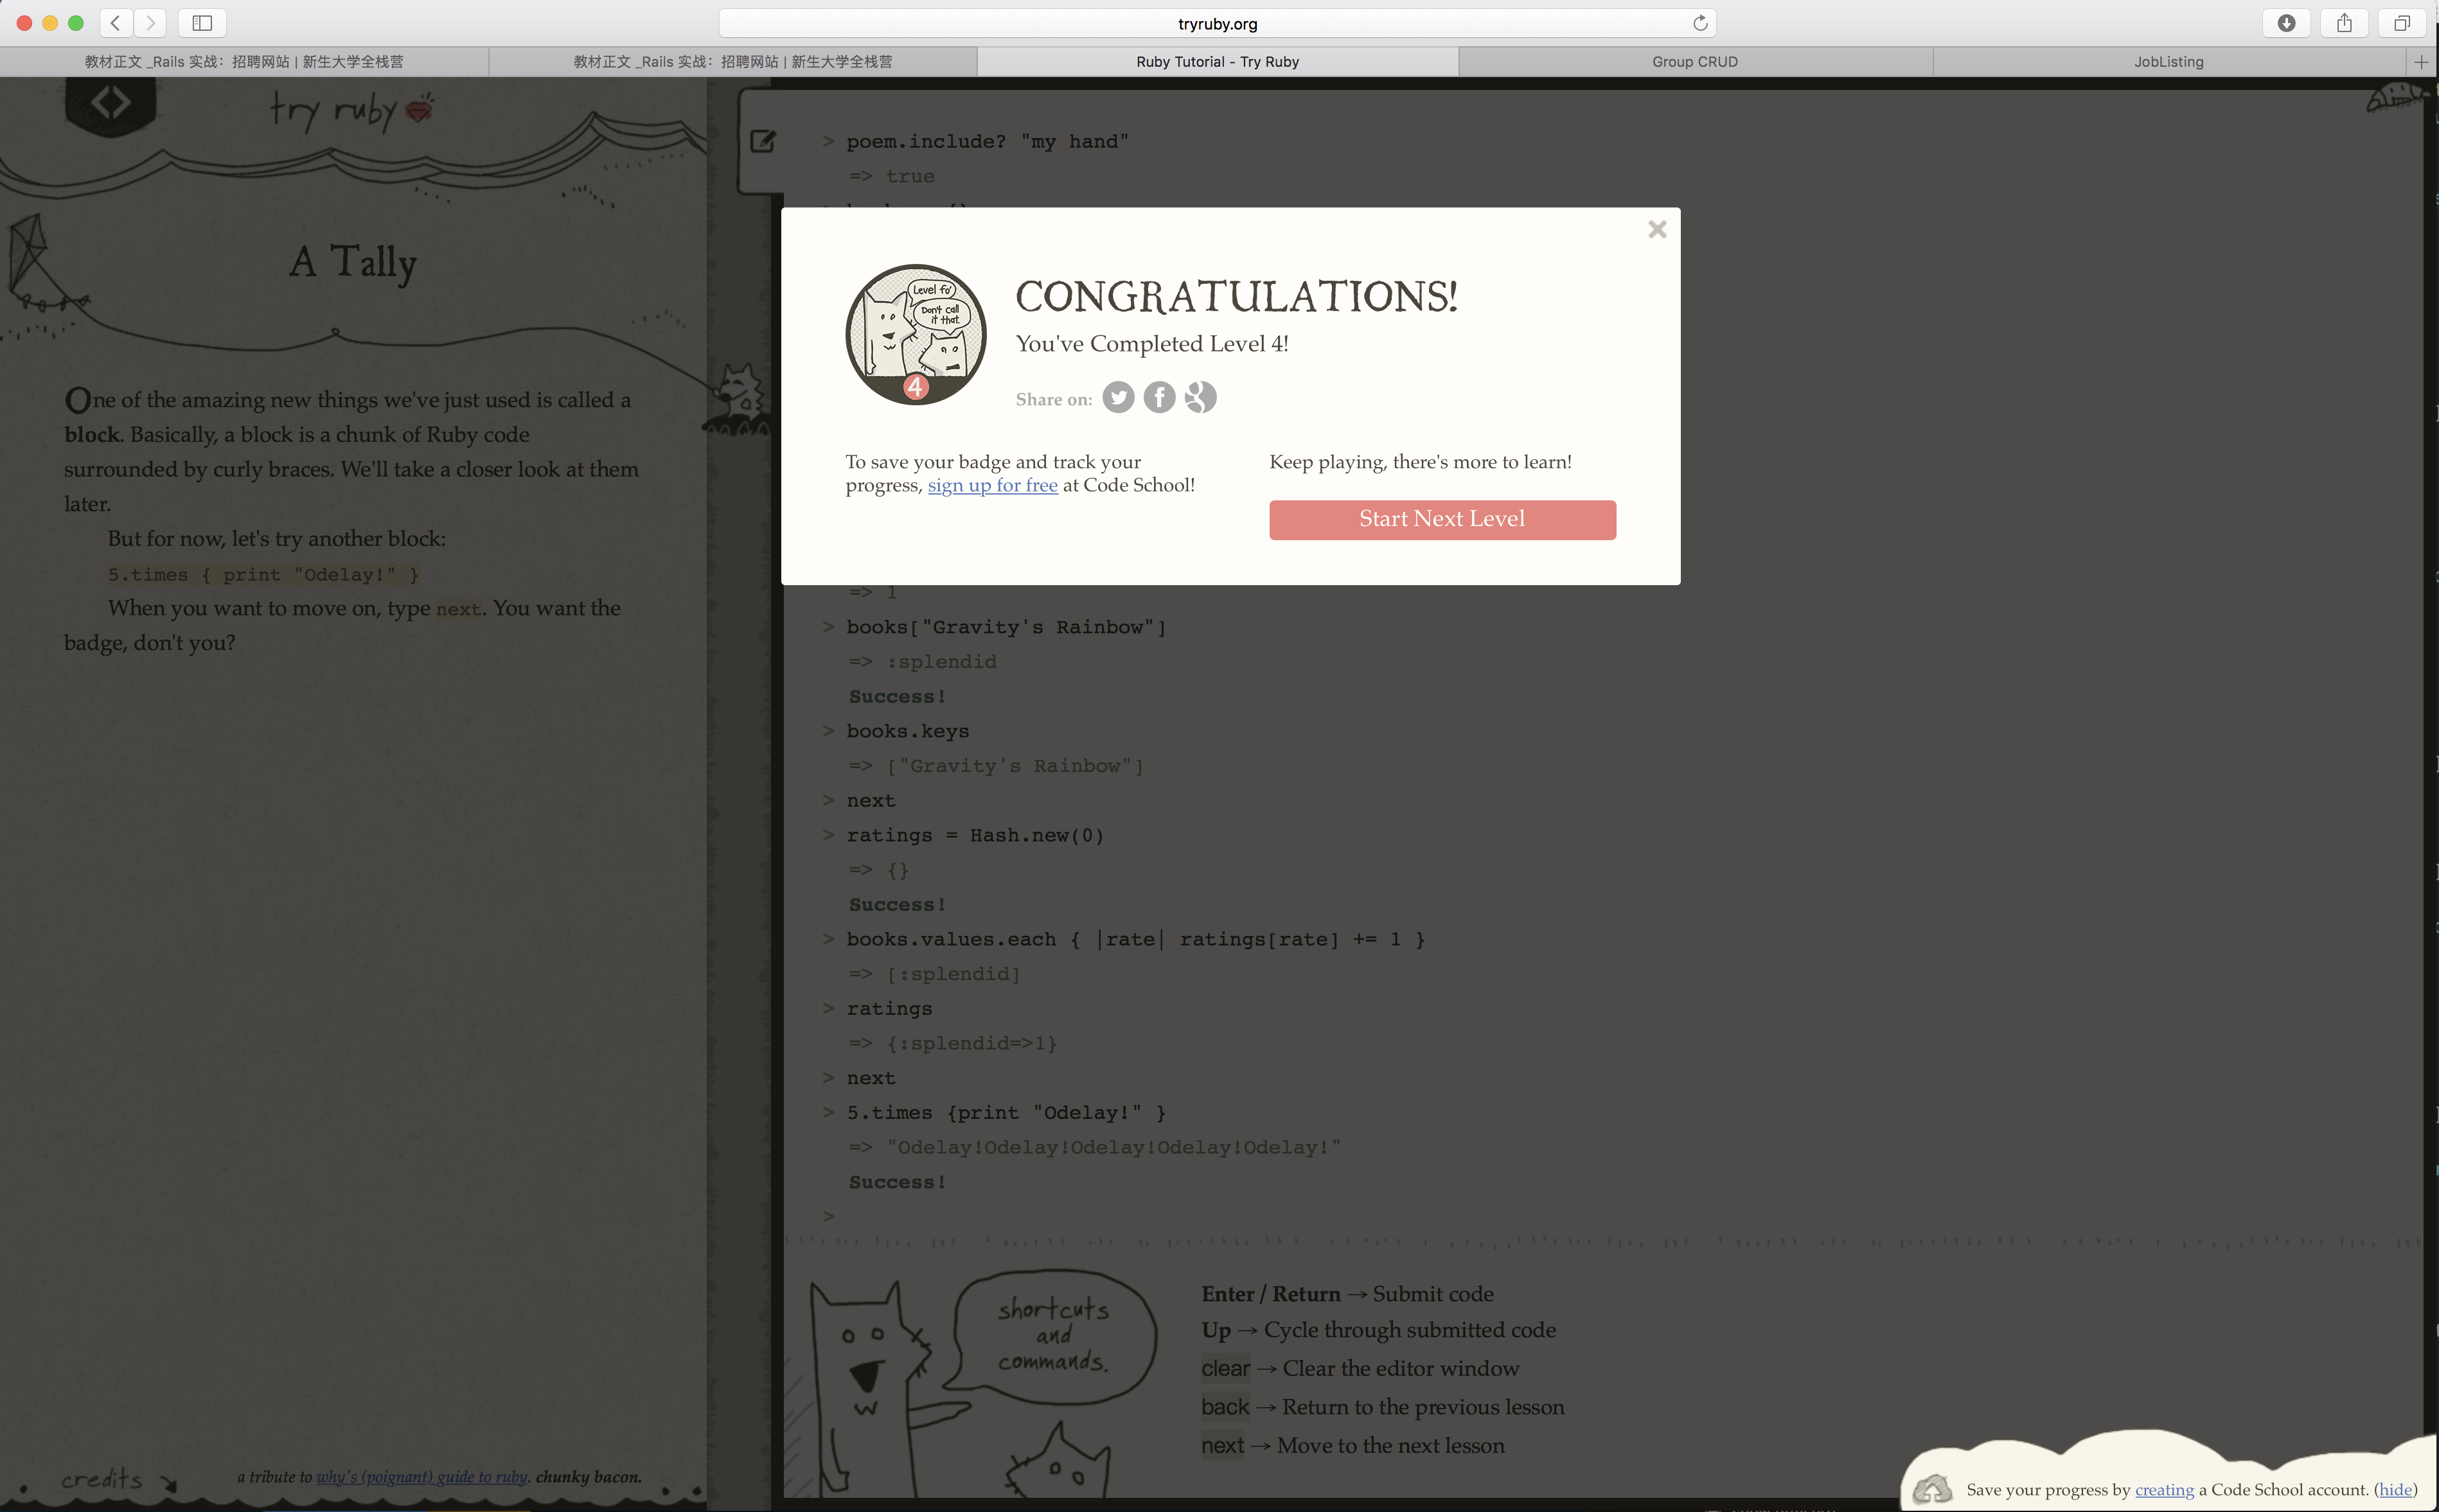 tryruby.org
教材正文 _Rails 实战：招聘网站 | 新生大学全栈营
教材正文 _Rails 实战：招聘网站 | 新生大学全栈营
Ruby Tutorial - Try Ruby
Group CRUD
JobListing
try ruby
A Tally
One of the amazing new things we've just used is called a
block. Basically, a block is a chunk of Ruby code
surrounded by curly braces. We'll take a closer look at them
later.
But for now, let's try another block:
5.times { print "Odelay!" }
When you want to move on, type next. You want the
badge, don't you?
credits
a tribute to why's (poignant) guide to ruby. chunky bacon.
> poem.include? "my hand"
=> true
Level fo'
Don't call
it that
4
CONGRATULATIONS!
You've Completed Level 4!
Share on:
To save your badge and track your
progress, sign up for free at Code School!
Keep playing, there's more to learn!
Start Next Level
=> 1
> books["Gravity's Rainbow"]
=> :splendid
Success!
> books.keys
=> ["Gravity's Rainbow"]
> next
> ratings = Hash.new(0)
=> {}
Success!
> books.values.each { |rate| ratings[rate] += 1 }
=> [:splendid]
> ratings
=> {:splendid=>1}
> next
> 5.times {print "Odelay!" }
=> "Odelay!Odelay!Odelay!Odelay!Odelay!"
Success!
>
shortcuts
and
commands.
Enter / Return → Submit code
Up → Cycle through submitted code
clear → Clear the editor window
back → Return to the previous lesson
next → Move to the next lesson
Save your progress by creating a Code School account. (hide)